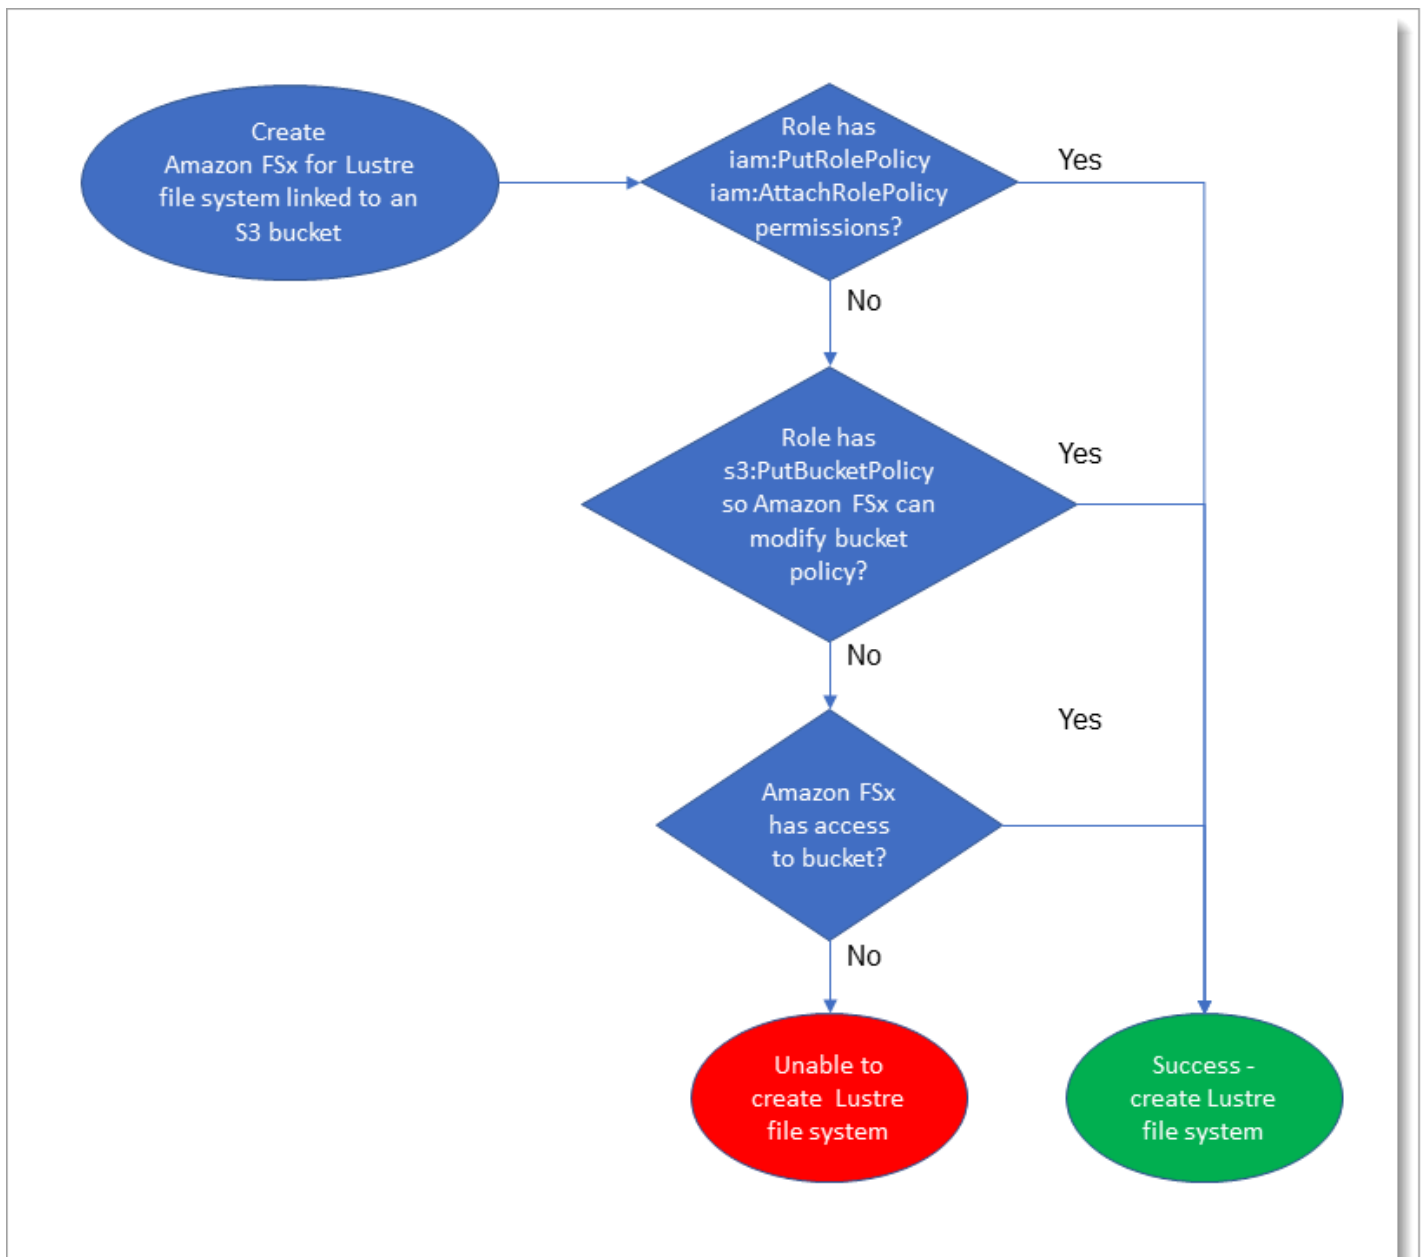 Create
Amazon FSx for Lustre
file system linked to an
S3 bucket
Role has
iam:PutRolePolicy
iam:AttachRolePolicy
permissions?
Yes
No
Role has
s3:PutBucketPolicy
so Amazon FSx can
modify bucket
policy?
Yes
No
Amazon FSx
has access
to bucket?
Yes
No
Unable to
create Lustre
file system
Success -
create Lustre
file system